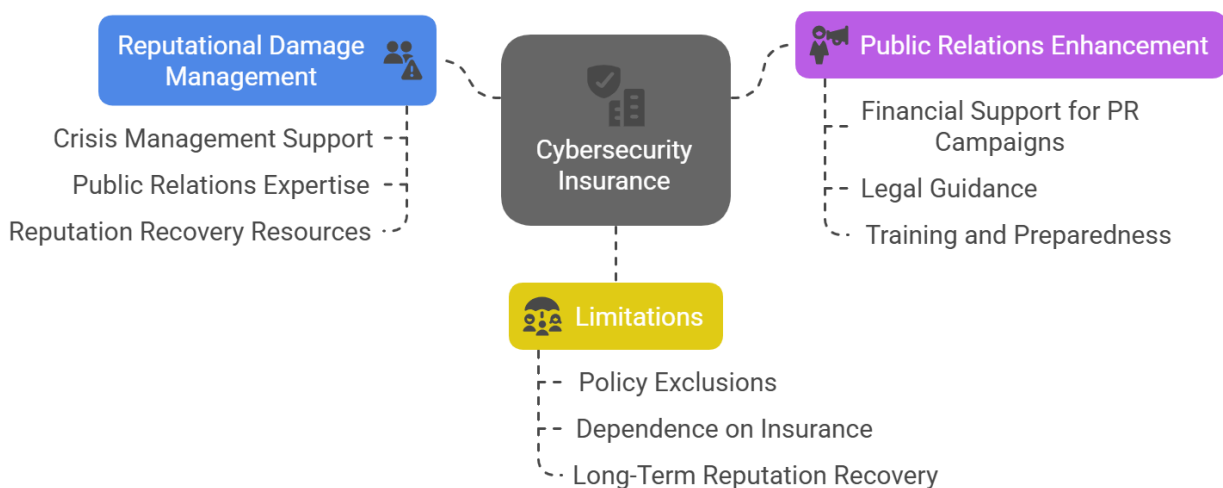 Reputational Damage
Management
Crisis Management Support
Public Relations Expertise
Reputation Recovery Resources
Cybersecurity
Insurance
Public Relations Enhancement
Financial Support for PR
Campaigns
Legal Guidance
Training and Preparedness
Limitations
Policy Exclusions
Dependence on Insurance
Long-Term Reputation Recovery